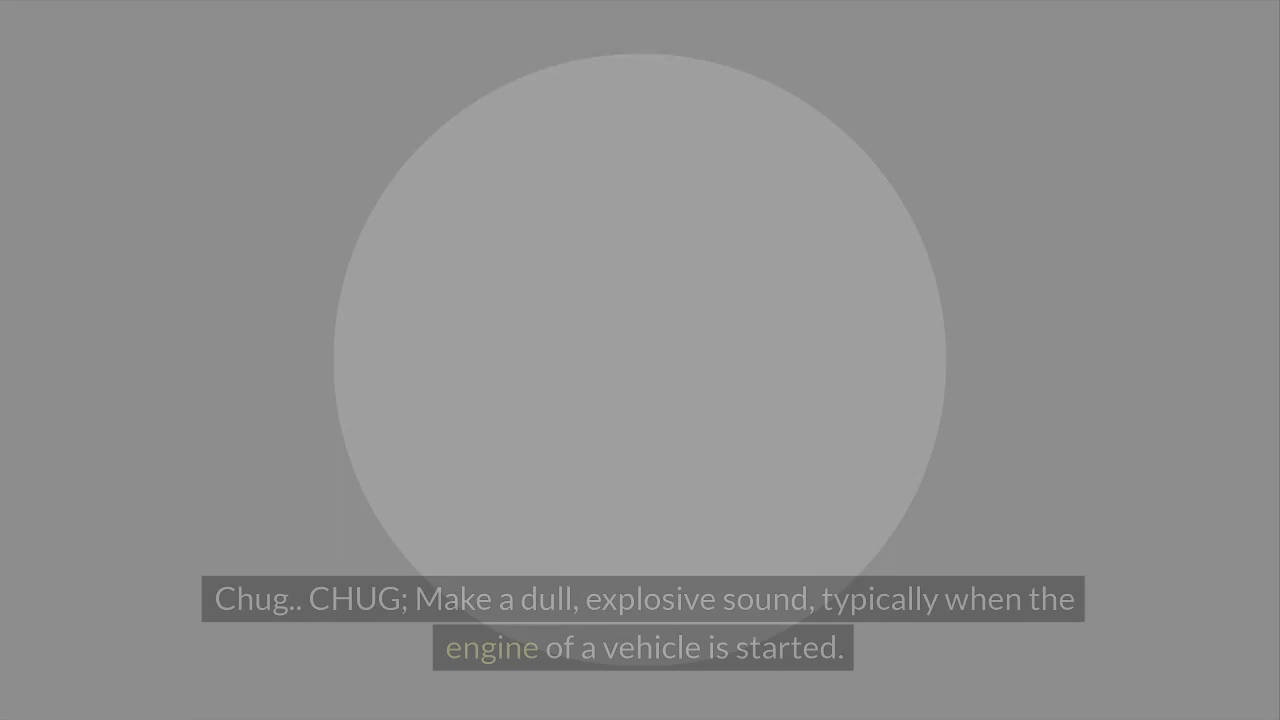 Chug.. CHUG; Make a dull, explosive sound, typically when the
engine of a vehicle is started.